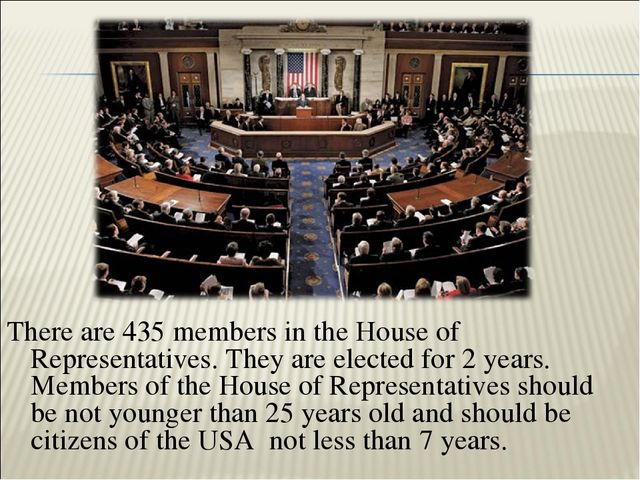 There are 435 members in the House of
Representatives. They are elected for 2 years.
Members of the House of Representatives should
be not younger than 25 years old and should be
citizens of the USA  not less than 7 years.